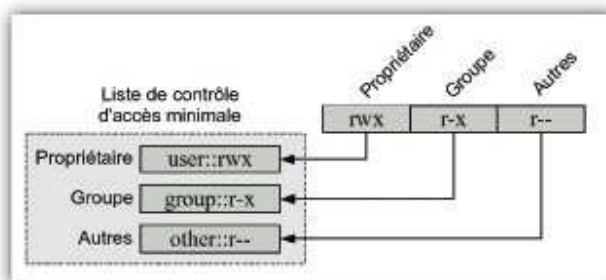 Propriétaire
Groupe
Autres
rwx
r-x
r--
Liste de contrôle
d'accès minimale
Propriétaire
user::rwx
Groupe
group::r-x
Autres
other::r--